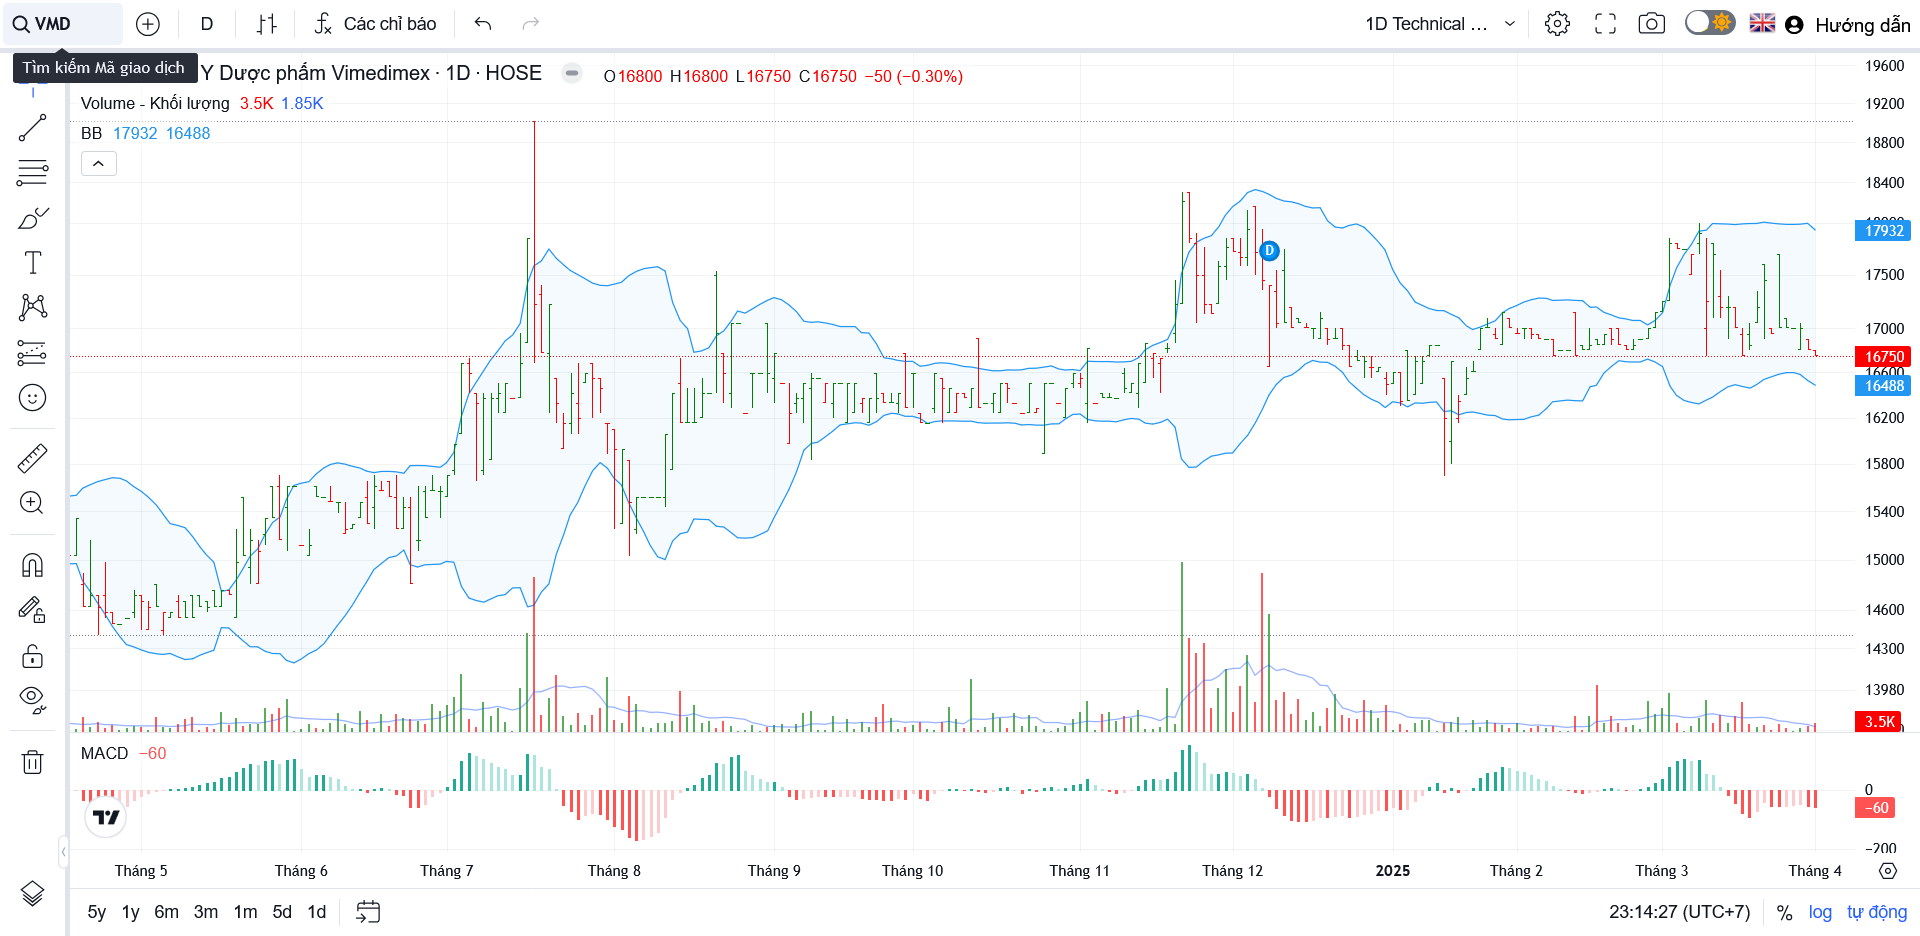 VMD
D
Các chỉ báo
1D Technical ...
Hướng dẫn
Tìm kiếm Mã giao dịch
Y Dược phẩm Vimedimex · 1D · HOSE
O16800 H16800 L16750 C16750 −50 (−0.30%)
Volume - Khối lượng 3.5K 1.85K
BB 17932 16488
D
19600
19200
18800
18400
17932
17500
17000
16750
16600
16488
16200
15800
15400
15000
14600
14300
13980
3.5K
MACD −60
0
−60
−200
Tháng 5 Tháng 6 Tháng 7 Tháng 8 Tháng 9 Tháng 10 Tháng 11 Tháng 12 2025 Tháng 2 Tháng 3 Tháng 4
5y 1y 6m 3m 1m 5d 1d
23:14:27 (UTC+7) % log tự động